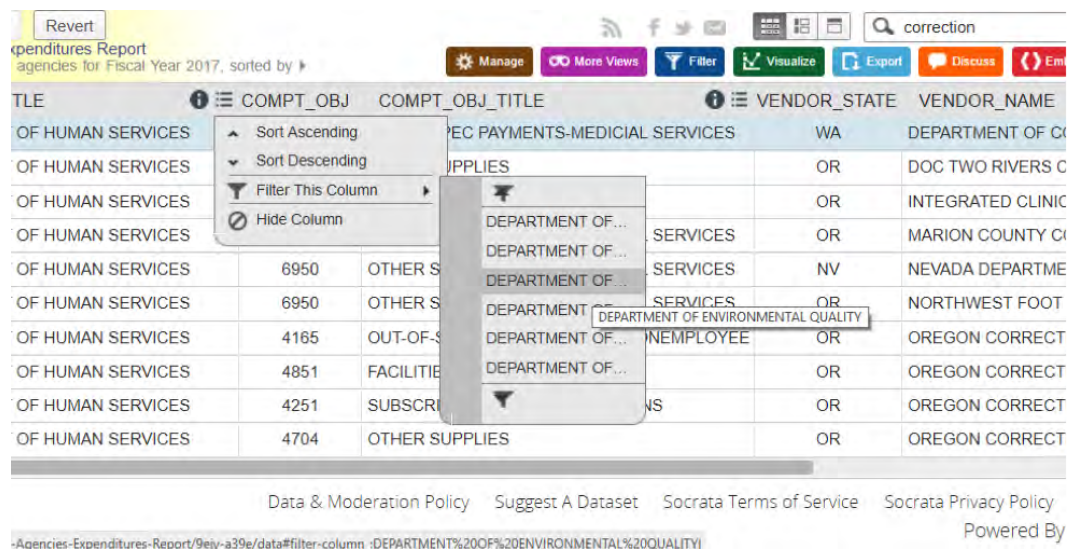 Revert
correction
penditures Report
agencies for Fiscal Year 2017, sorted by
Manage More Views Filter Visualize Export Discuss
TLE COMPT_OBJ COMPT_OBJ_TITLE VENDOR_STATE VENDOR_NAME
OF HUMAN SERVICES PEC PAYMENTS-MEDICIAL SERVICES WA DEPARTMENT OF
Sort Ascending
OF HUMAN SERVICES OR DOC TWO RIVERS
Sort Descending
OF HUMAN SERVICES OR INTEGRATED CLINIC
Filter This Column
OF HUMAN SERVICES SERVICES OR MARION COUNTY
Hide Column
DEPARTMENT OF...
DEPARTMENT OF...
OF HUMAN SERVICES 6950 OTHER S SERVICES NV NEVADA DEPARTME
DEPARTMENT OF...
OF HUMAN SERVICES 6950 OTHER S SERVICES OR NORTHWEST FOOT
DEPARTMENT
DEPARTMENT OF ENVIRONMENTAL QUALITY
OF HUMAN SERVICES 4165 OUT-OF-S NEMPLOYEE OR OREGON CORRECT
DEPARTMENT OF...
OF HUMAN SERVICES 4851 FACILITIE OR OREGON CORRECT
DEPARTMENT OF...
OF HUMAN SERVICES 4251 SUBSCRI NS OR OREGON CORRECT
OF HUMAN SERVICES 4704 OTHER SUPPLIES OR OREGON CORRECT
Data & Moderation Policy Suggest A Dataset Socrata Terms of Service Socrata Privacy Policy
Powered By
-Agencies-Expenditures-Report/9eiv-a39e/data#filter-column :DEPARTMENT%20OF%20ENVIRONMENTAL%20QUALITY|